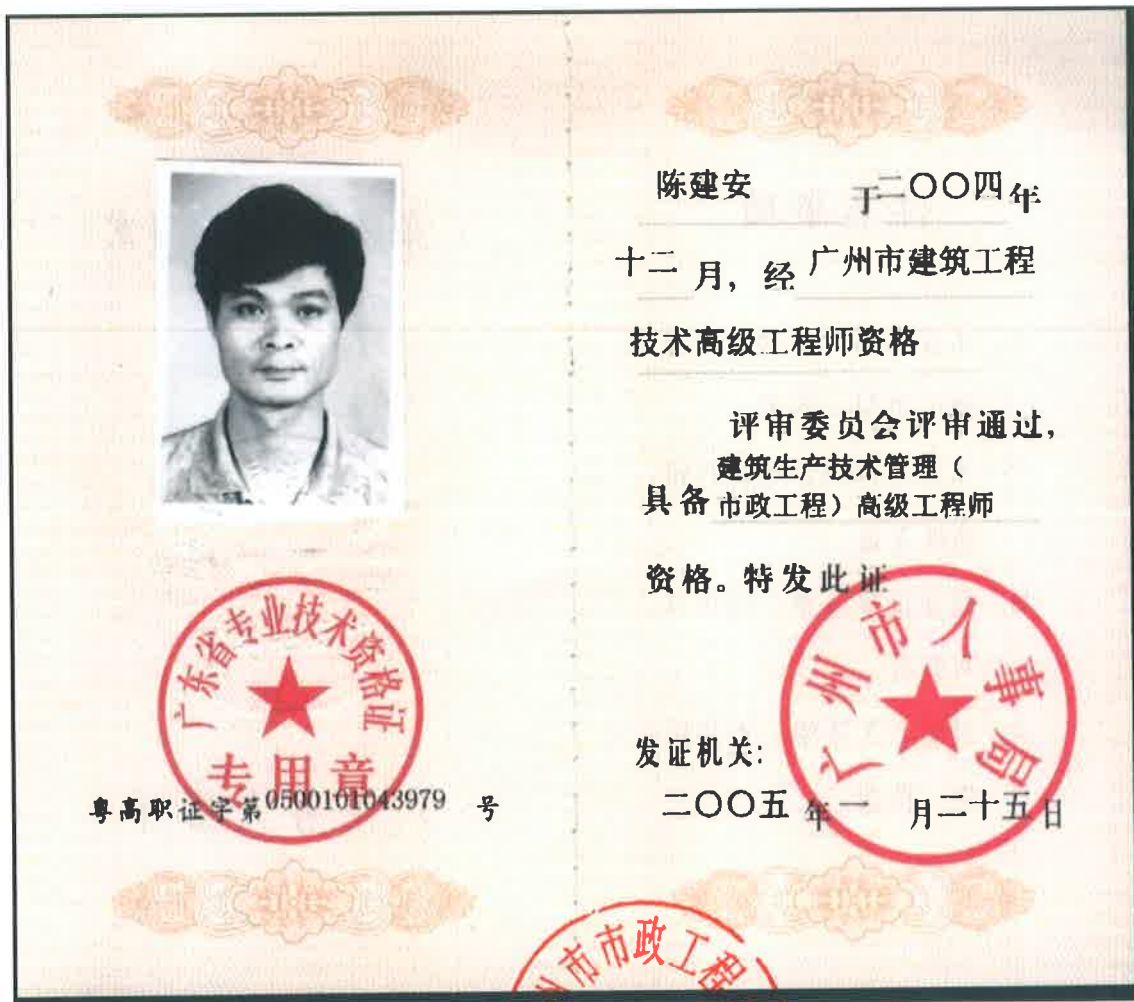 广东省专业技术资格证
专用章
粤高职证字第0500101043979 号
陈建安 于二〇〇四年
十二月，经广州市建筑工程
技术高级工程师资格
评审委员会评审通过，
建筑生产技术管理（
具备市政工程）高级工程师
资格。特发此证
广州市人事局
发证机关：
二〇〇五年一月二十五日
州市市政工程